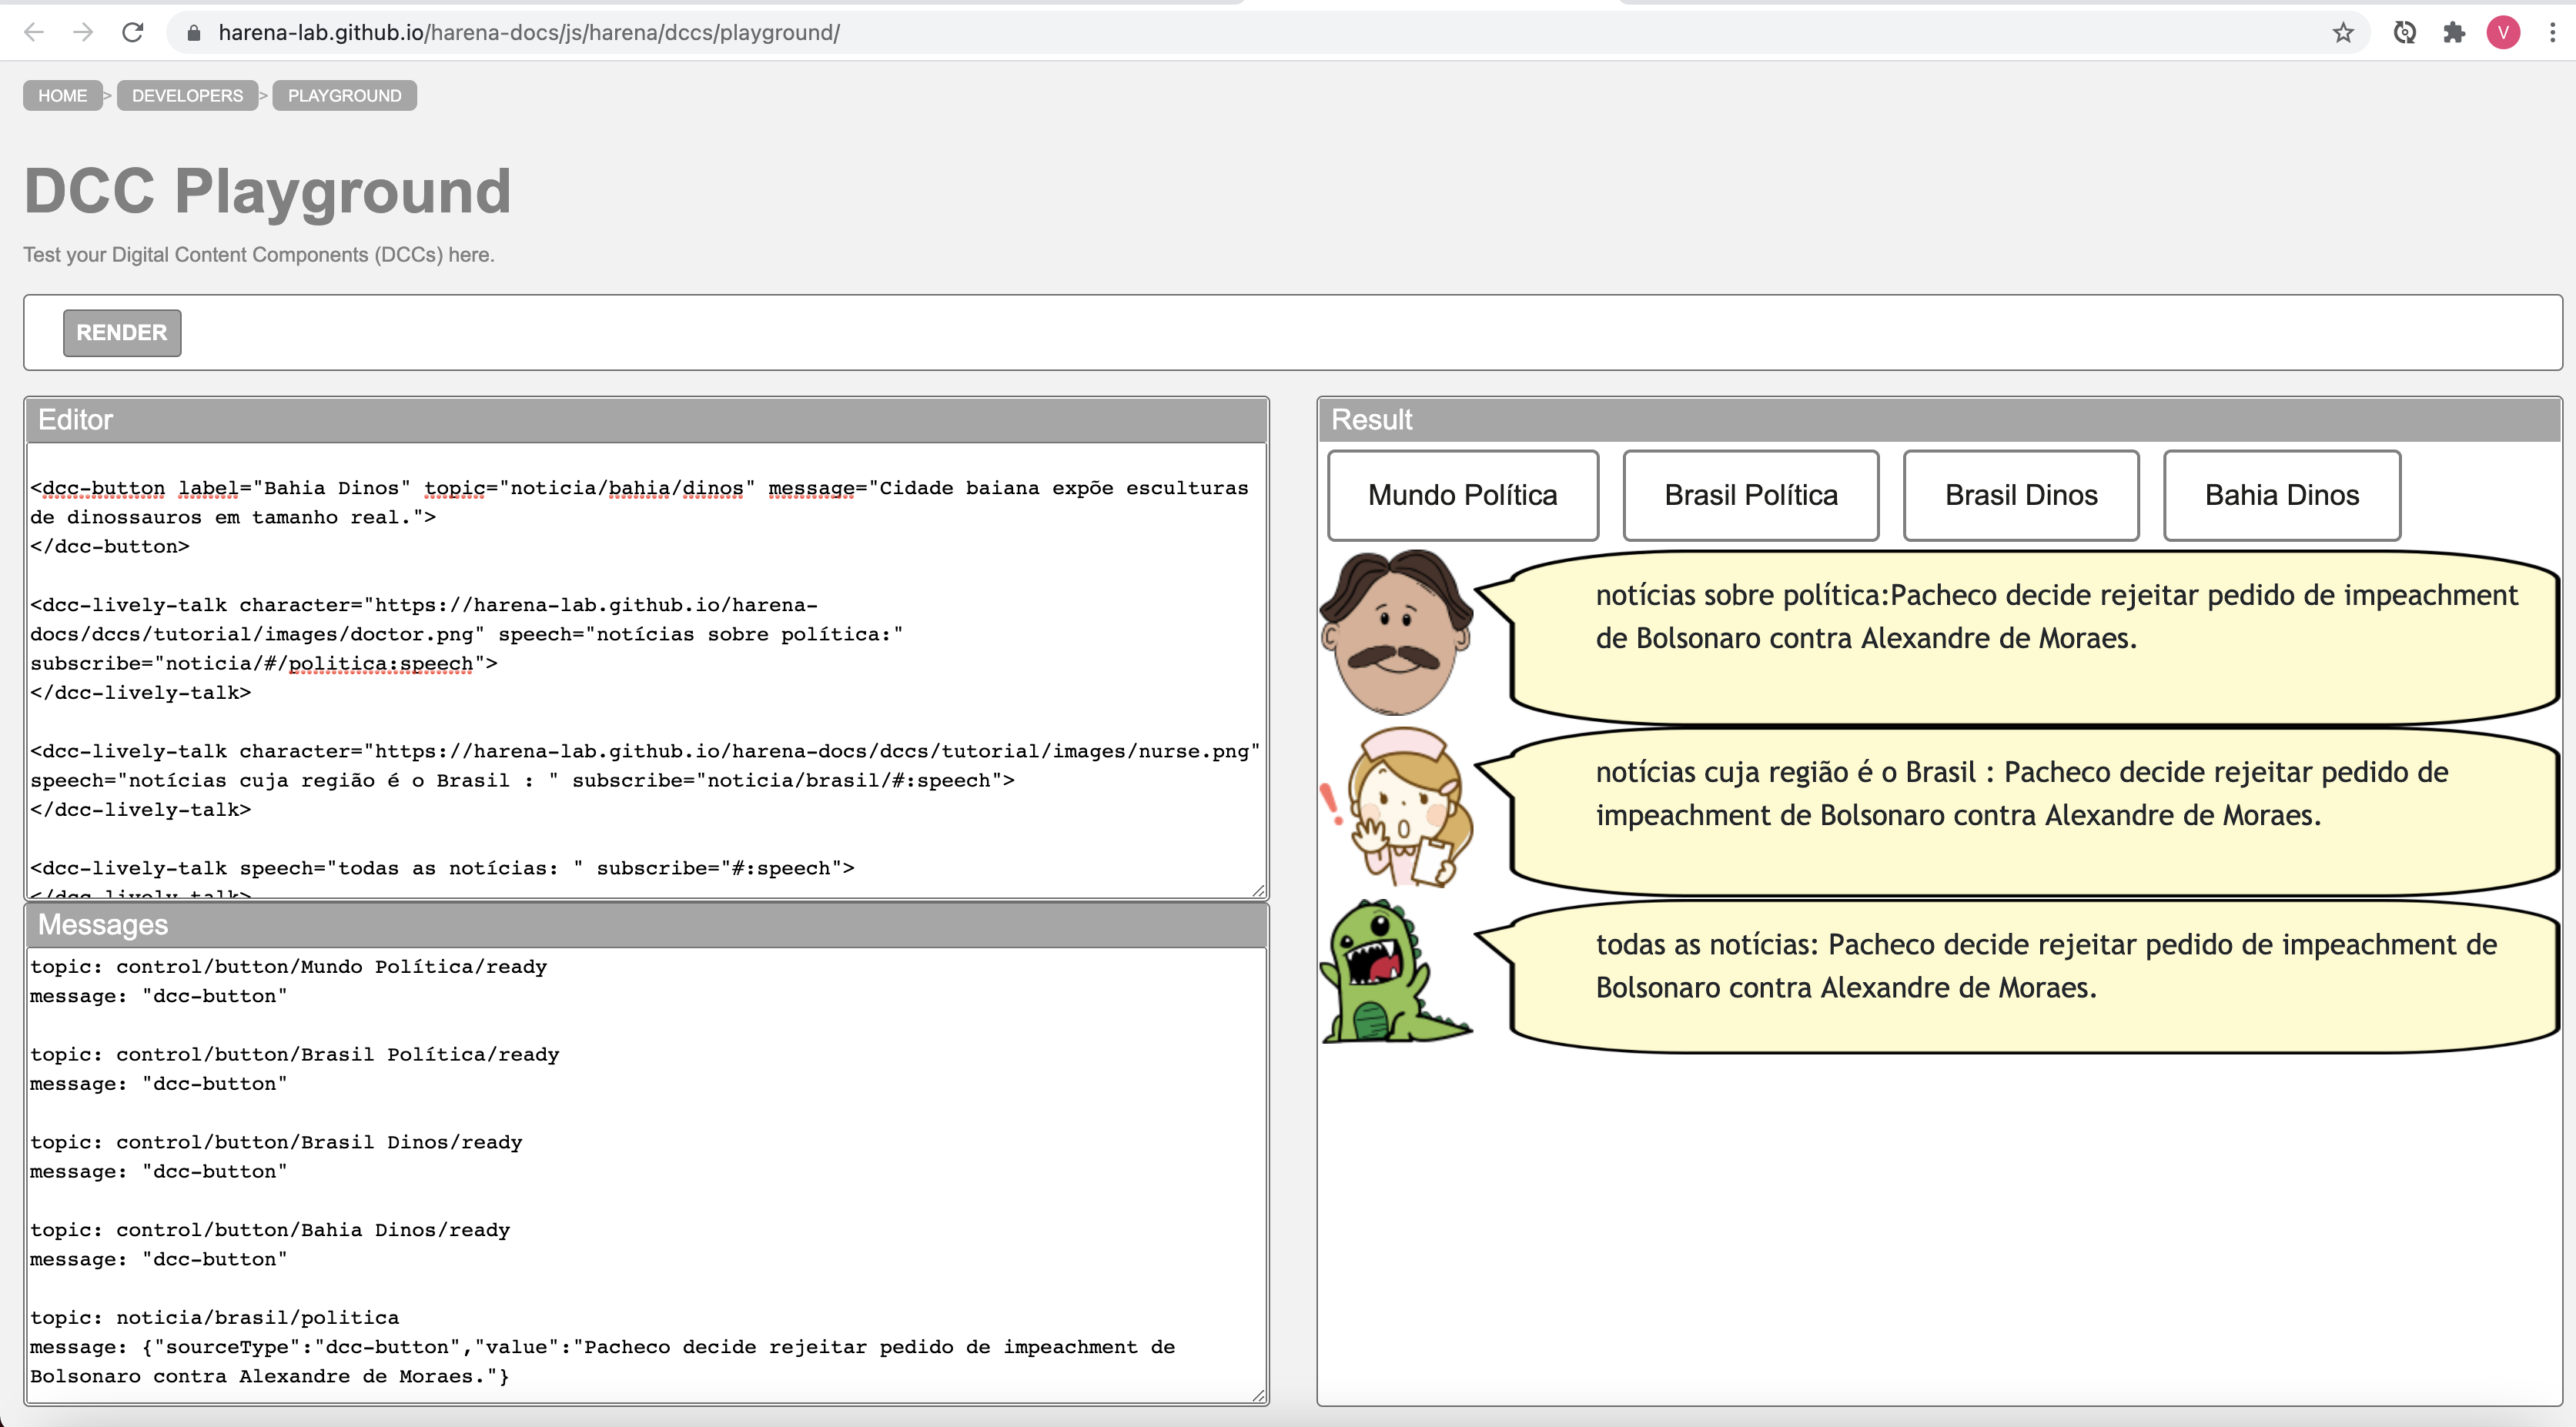 harena-lab.github.io/harena-docs/js/harena/dccs/playground/
V
HOME > DEVELOPERS > PLAYGROUND
DCC Playground
Test your Digital Content Components (DCCs) here.
RENDER
Editor
<dcc-button label="Bahia Dinos" topic="noticia/bahia/dinos" message="Cidade baiana expõe esculturas
de dinossauros em tamanho real.">
</dcc-button>
<dcc-lively-talk character="https://harena-lab.github.io/harena-
docs/dccs/tutorial/images/doctor.png" speech="notícias sobre política:"
subscribe="noticia/#/politica:speech">
</dcc-lively-talk>
<dcc-lively-talk character="https://harena-lab.github.io/harena-docs/dccs/tutorial/images/nurse.png"
speech="notícias cuja região é o Brasil : " subscribe="noticia/brasil/#:speech">
</dcc-lively-talk>
<dcc-lively-talk speech="todas as notícias: " subscribe="#:speech">
</dcc-lively-talk>
Messages
topic: control/button/Mundo Política/ready
message: "dcc-button"
topic: control/button/Brasil Política/ready
message: "dcc-button"
topic: control/button/Brasil Dinos/ready
message: "dcc-button"
topic: control/button/Bahia Dinos/ready
message: "dcc-button"
topic: noticia/brasil/politica
message: {"sourceType":"dcc-button","value":"Pacheco decide rejeitar pedido de impeachment de
Bolsonaro contra Alexandre de Moraes."}
Result
Mundo Política Brasil Política Brasil Dinos Bahia Dinos
notícias sobre política:Pacheco decide rejeitar pedido de impeachment
de Bolsonaro contra Alexandre de Moraes.
notícias cuja região é o Brasil : Pacheco decide rejeitar pedido de
impeachment de Bolsonaro contra Alexandre de Moraes.
todas as notícias: Pacheco decide rejeitar pedido de impeachment de
Bolsonaro contra Alexandre de Moraes.